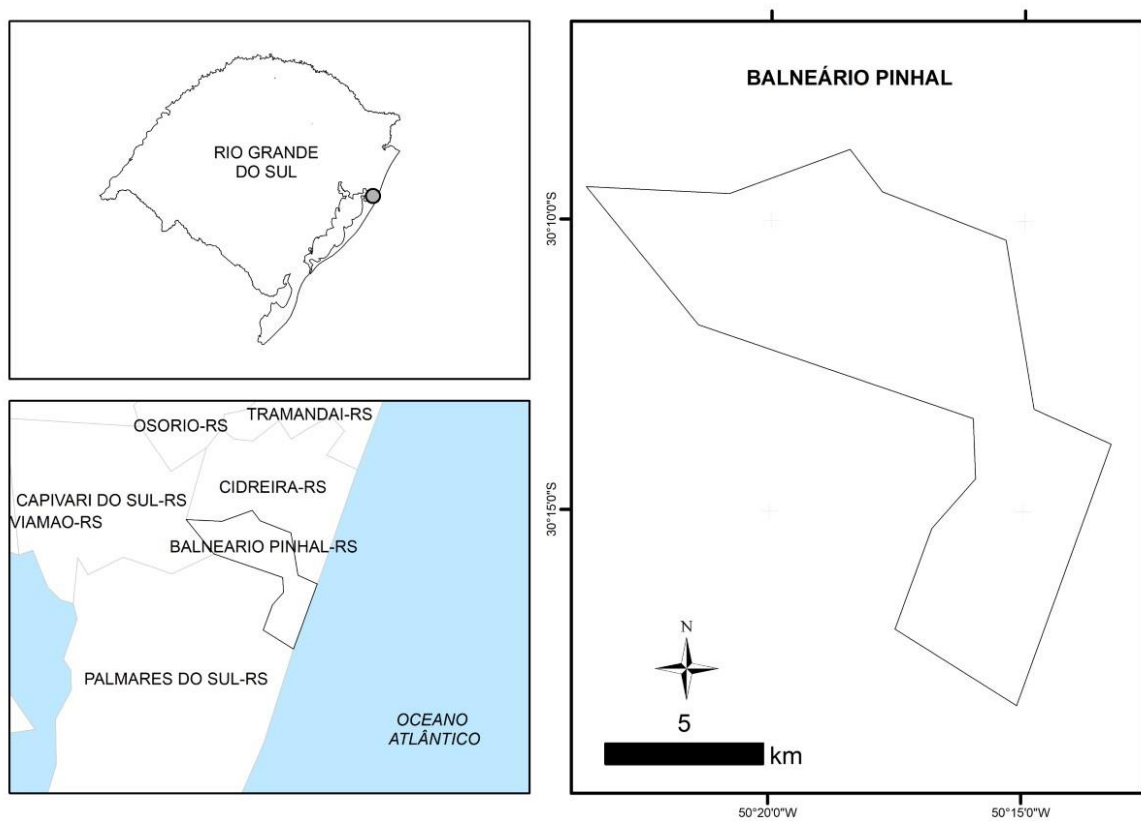 RIO GRANDE
DO SUL
TRAMANDAI-RS
OSORIO-RS
CIDREIRA-RS
CAPIVARI DO SUL-RS
VIAMAO-RS
BALNEARIO PINHAL-RS
PALMARES DO SUL-RS
OCEANO
ATLÂNTICO
BALNEÁRIO PINHAL
30°10'0"S
30°15'0"S
N
5
km
50°20'0"W
50°15'0"W